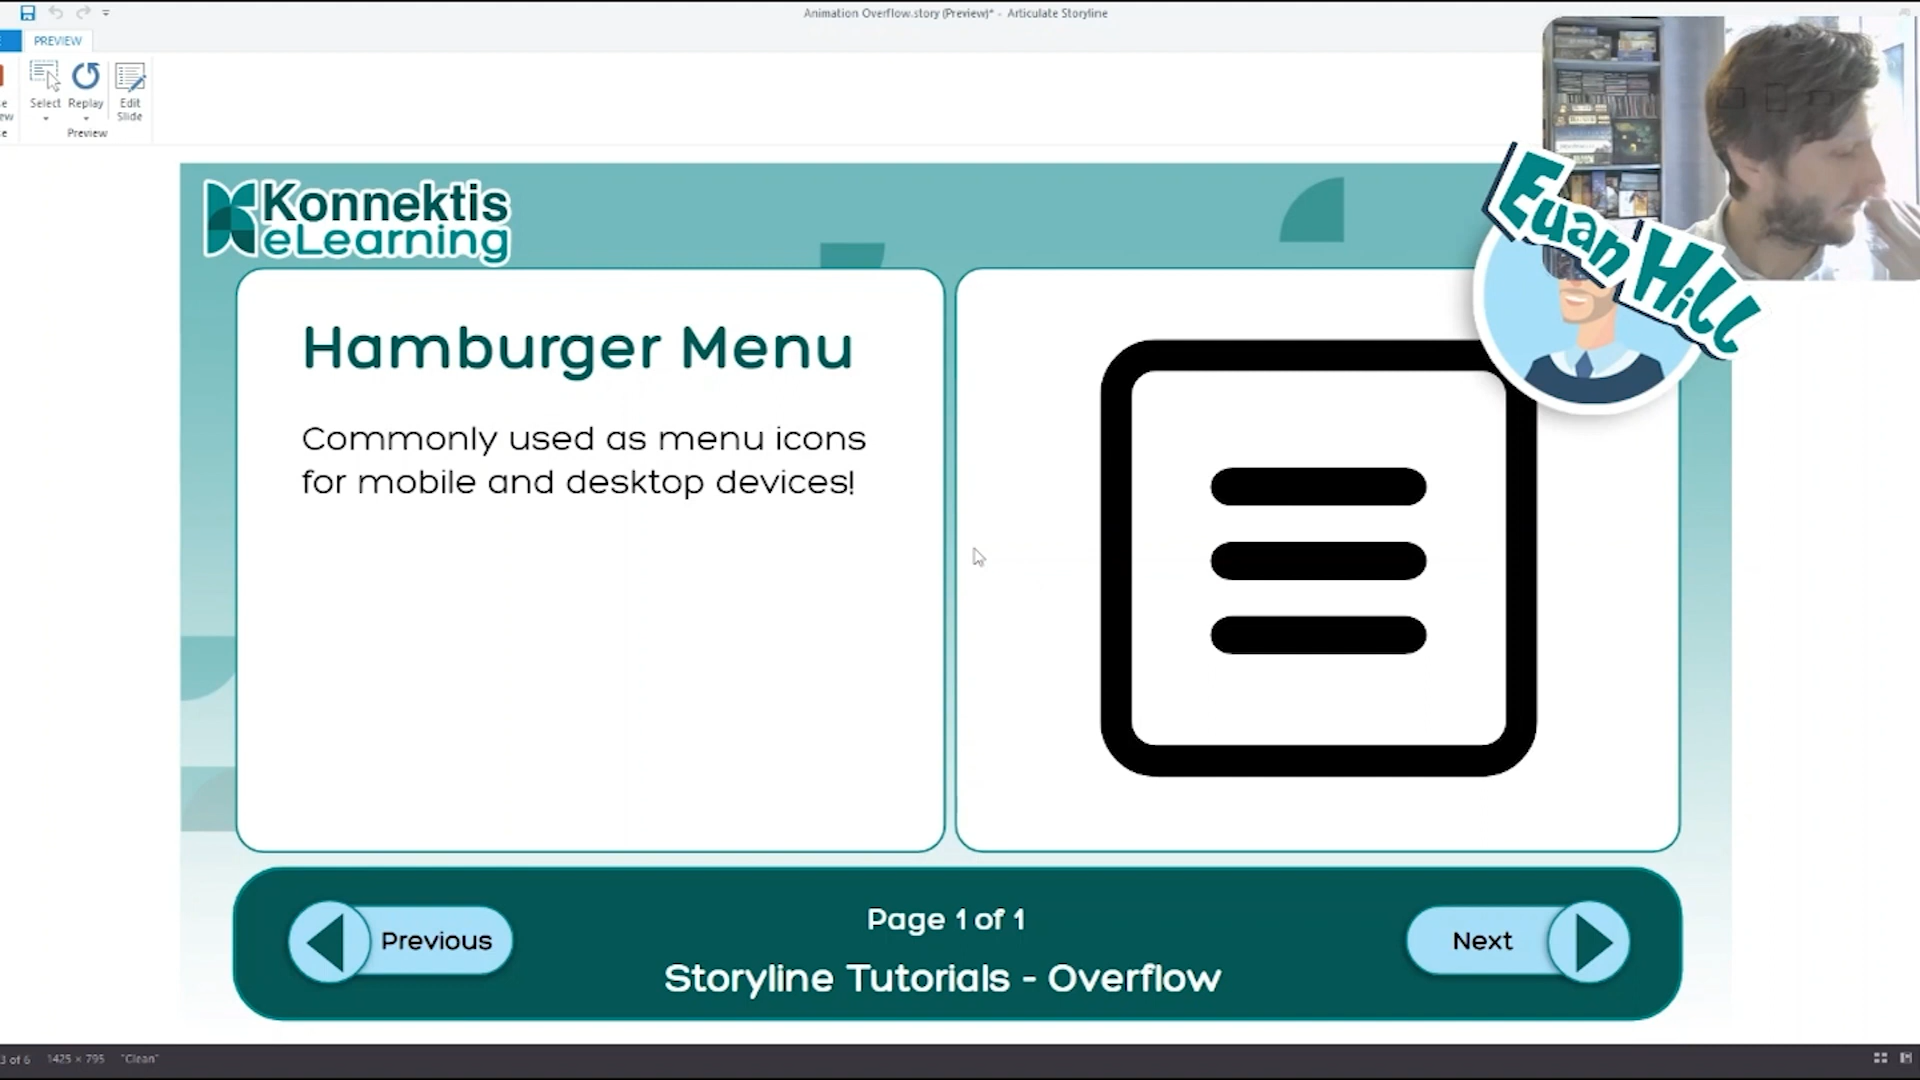 Animation Overflow.story (Preview)* - Articulate Storyline
PREVIEW
Select
Replay
Edit
Slide
Preview
Konnektis
eLearning
Euan Hill
Hamburger Menu
Commonly used as menu icons
for mobile and desktop devices!
Previous
Page 1 of 1
Storyline Tutorials - Overflow
Next
3 of 6
1425 × 795
"Clean"